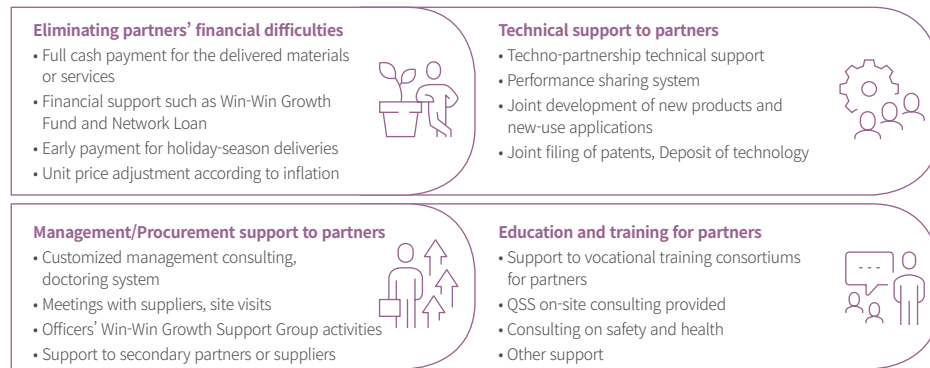 Eliminating partners’ financial difficulties
• Full cash payment for the delivered materials
or services
• Financial support such as Win-Win Growth
Fund and Network Loan
• Early payment for holiday-season deliveries
• Unit price adjustment according to inflation
Technical support to partners
• Techno-partnership technical support
• Performance sharing system
• Joint development of new products and
new-use applications
• Joint filing of patents, Deposit of technology
Management/Procurement support to partners
• Customized management consulting,
doctoring system
• Meetings with suppliers, site visits
• Officers’ Win-Win Growth Support Group activities
• Support to secondary partners or suppliers
Education and training for partners
• Support to vocational training consortiums
for partners
• QSS on-site consulting provided
• Consulting on safety and health
• Other support